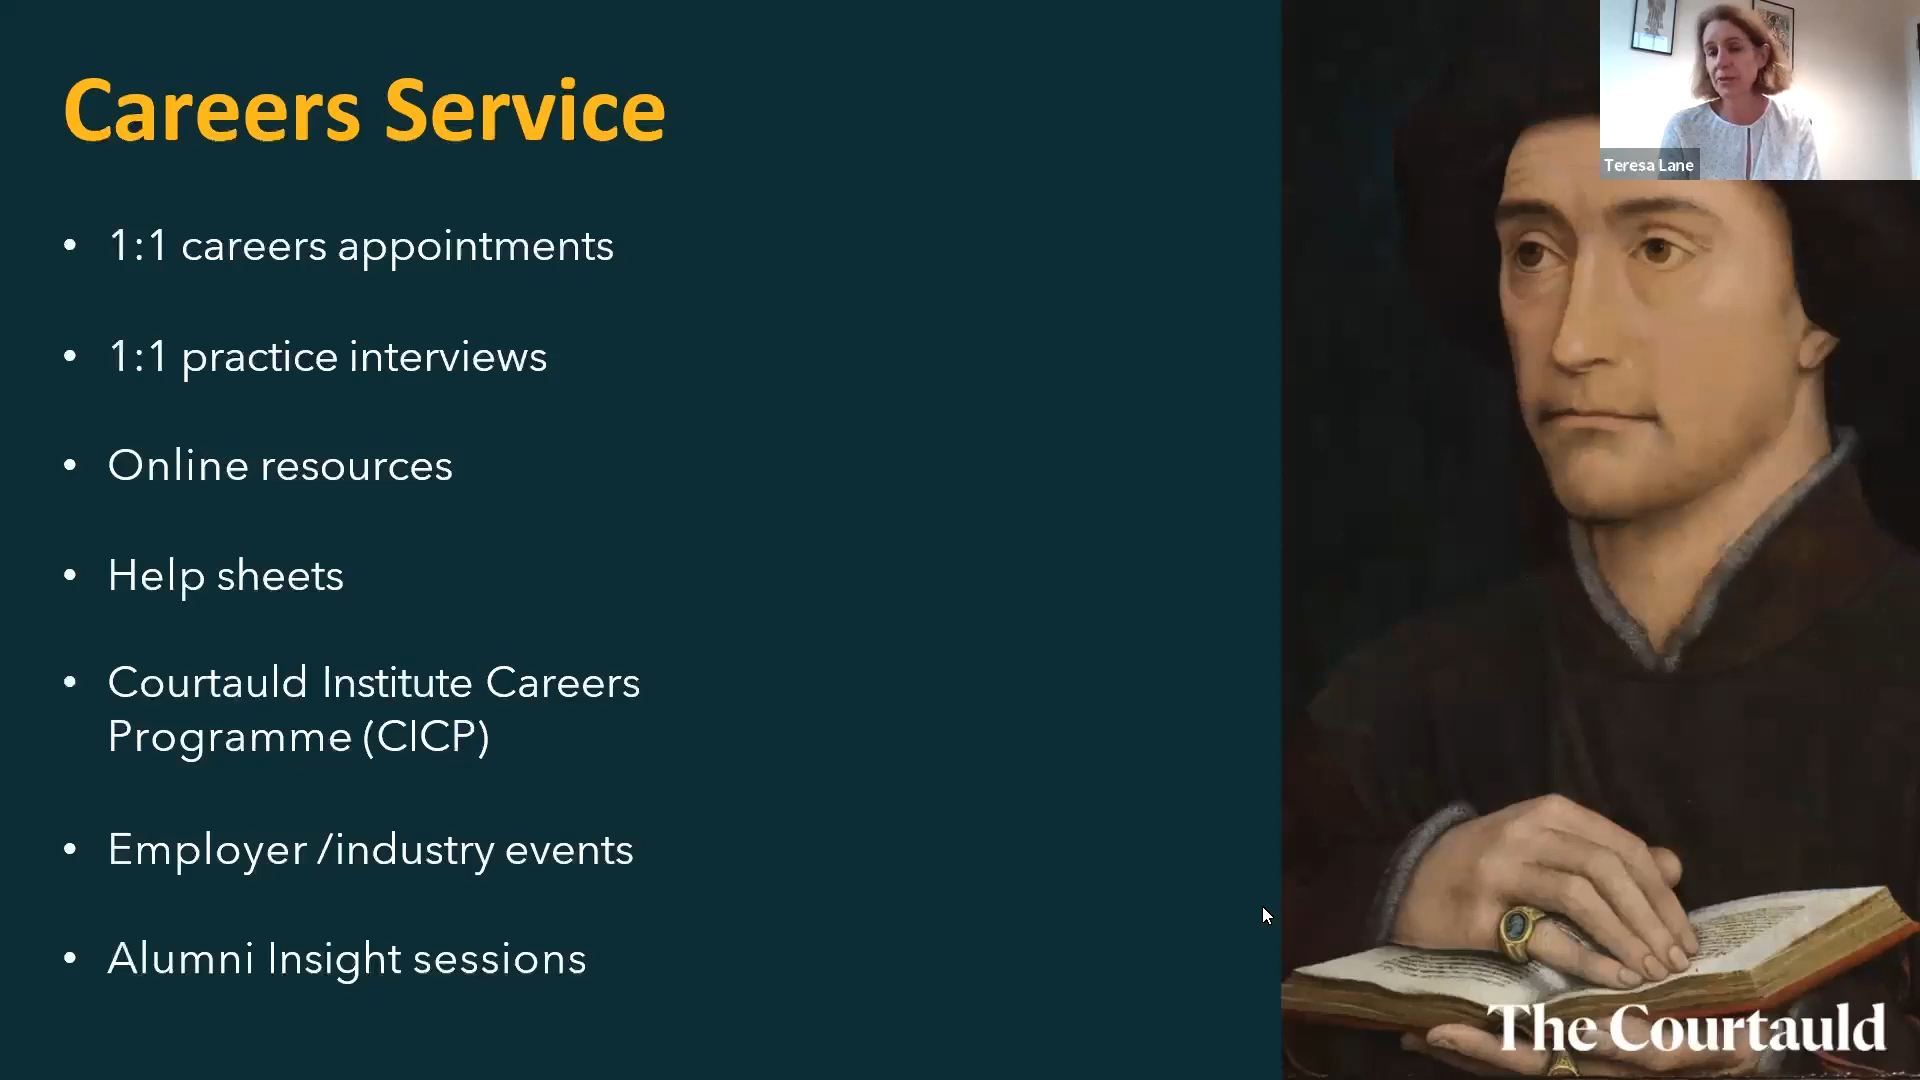 Careers Service
Teresa Lane
• 1:1 careers appointments
• 1:1 practice interviews
• Online resources
• Help sheets
• Courtauld Institute Careers
Programme (CICP)
• Employer /industry events
• Alumni Insight sessions
The Courtauld